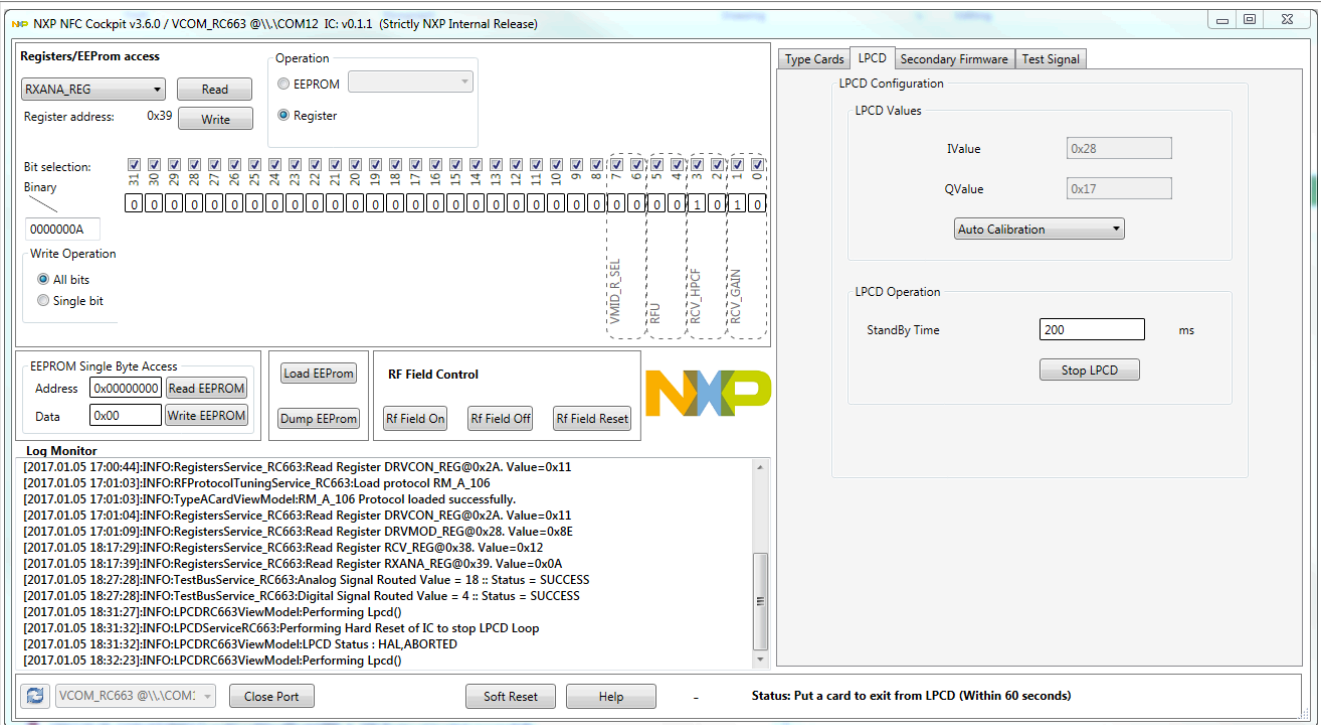 NXP NFC Cockpit v3.6.0 / VCOM_RC663 @\\.\COM12 IC: v0.1.1 (Strictly NXP Internal Release)
Registers/EEProm access
RXANA_REG
Read
Register address: 0x39
Write
Operation
EEPROM
Register
Bit selection:
31 30 29 28 27 26 25 24 23 22 21 20 19 18 17 16 15 14 13 12 11 10 9 8 7 6 5 4 3 2 1 0
Binary
0 0 0 0 0 0 0 0 0 0 0 0 0 0 0 0 0 0 0 0 0 0 0 0 0 0 0 0 1 0 1 0
0000000A
Write Operation
All bits
Single bit
VMID_R_SEL
RFU
RCV_HPCF
RCV_GAIN
EEPROM Single Byte Access
Address 0x00000000 Read EEPROM
Data 0x00 Write EEPROM
Load EEProm
Dump EEProm
RF Field Control
Rf Field On Rf Field Off Rf Field Reset
NXP
Log Monitor
[2017.01.05 17:00:44]:INFO:RegistersService_RC663:Read Register DRVCON_REG@0x2A. Value=0x11
[2017.01.05 17:01:03]:INFO:RFProtocolTuningService_RC663:Load protocol RM_A_106
[2017.01.05 17:01:03]:INFO:TypeACardViewModel:RM_A_106 Protocol loaded successfully.
[2017.01.05 17:01:04]:INFO:RegistersService_RC663:Read Register DRVCON_REG@0x2A. Value=0x11
[2017.01.05 17:01:09]:INFO:RegistersService_RC663:Read Register DRVMOD_REG@0x28. Value=0x8E
[2017.01.05 18:17:29]:INFO:RegistersService_RC663:Read Register RCV_REG@0x38. Value=0x12
[2017.01.05 18:17:39]:INFO:RegistersService_RC663:Read Register RXANA_REG@0x39. Value=0x0A
[2017.01.05 18:27:28]:INFO:TestBusService_RC663:Analog Signal Routed Value = 18 :: Status = SUCCESS
[2017.01.05 18:27:28]:INFO:TestBusService_RC663:Digital Signal Routed Value = 4 :: Status = SUCCESS
[2017.01.05 18:31:27]:INFO:LPCDRC663ViewModel:Performing Lpcd()
[2017.01.05 18:31:32]:INFO:LPCDServiceRC663:Performing Hard Reset of IC to stop LPCD Loop
[2017.01.05 18:31:32]:INFO:LPCDRC663ViewModel:LPCD Status : HAL,ABORTED
[2017.01.05 18:32:23]:INFO:LPCDRC663ViewModel:Performing Lpcd()
Type Cards LPCD Secondary Firmware Test Signal
LPCD Configuration
LPCD Values
IValue 0x28
QValue 0x17
Auto Calibration
LPCD Operation
StandBy Time 200 ms
Stop LPCD
VCOM_RC663 @\\.\COM:
Close Port
Soft Reset
Help
-
Status: Put a card to exit from LPCD (Within 60 seconds)